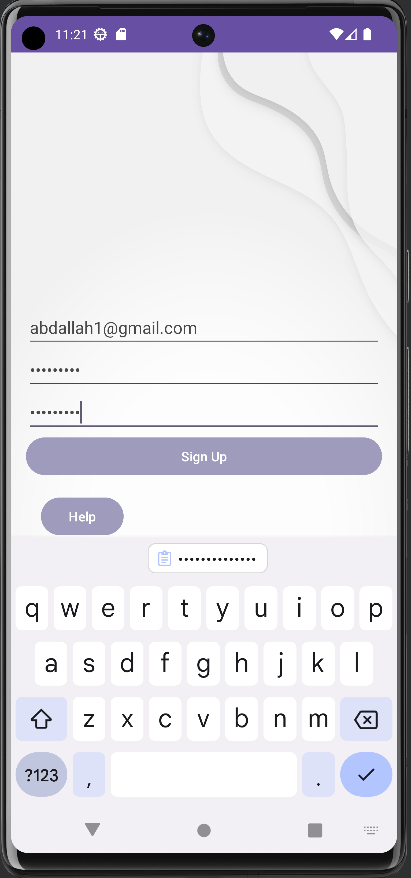 11:21
abdallah1@gmail.com
•••••••••
•••••••••
Sign Up
Help
••••••••••••••
q w e r t y u i o p
a s d f g h j k l
z x c v b n m
?123 , .